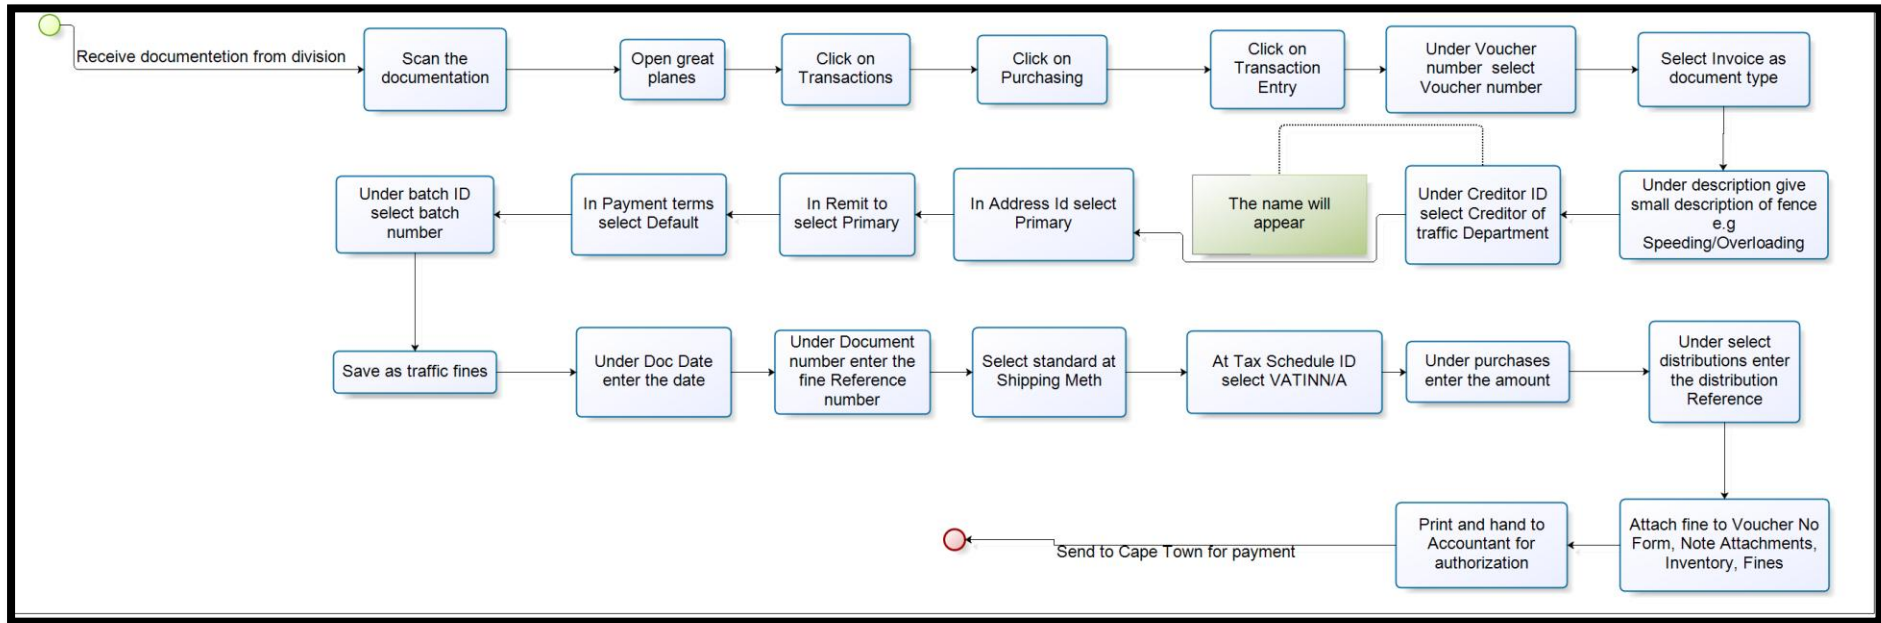 Receive documentetion from division
Scan the
documentation
Open great
planes
Click on
Transactions
Click on
Purchasing
Click on
Transaction
Entry
Under Voucher
number select
Voucher number
Select Invoice as
document type
Under description give
small description of fence
e.g
Speeding/Overloading
Under Creditor ID
select Creditor of
traffic Department
The name will
appear
In Address Id select
Primary
In Remit to
select Primary
In Payment terms
select Default
Under batch ID
select batch
number
Save as traffic fines
Under Doc Date
enter the date
Under Document
number enter the
fine Reference
number
Select standard at
Shipping Meth
At Tax Schedule ID
select VATINN/A
Under purchases
enter the amount
Under select
distributions enter
the distribution
Reference
Attach fine to Voucher No
Form, Note Attachments,
Inventory, Fines
Print and hand to
Accountant for
authorization
Send to Cape Town for payment